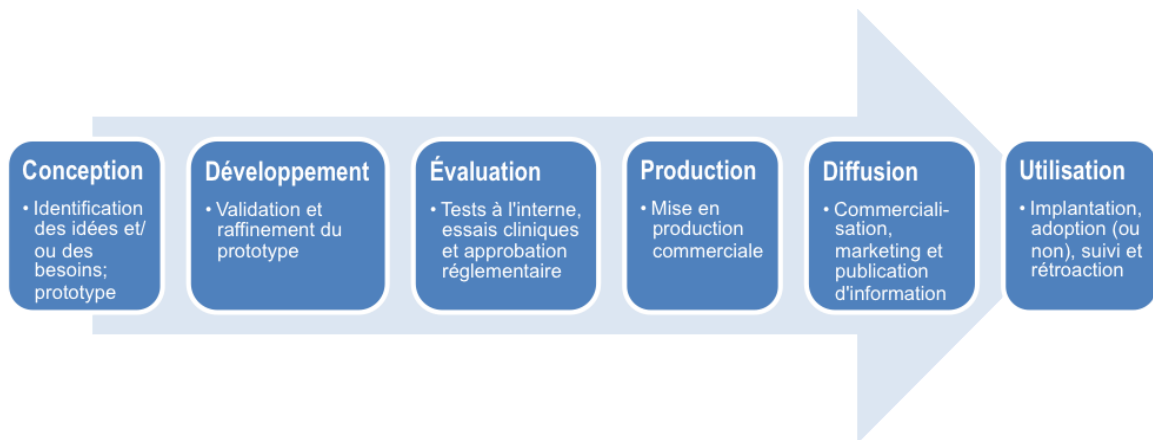 Conception
• Identification
des idées et/
ou des
besoins;
prototype
Développement
• Validation et
raffinement du
prototype
Évaluation
• Tests à l'interne,
essais cliniques
et approbation
réglementaire
Production
• Mise en
production
commerciale
Diffusion
• Commerciali-
sation,
marketing et
publication
d'information
Utilisation
• Implantation,
adoption (ou
non), suivi et
rétroaction